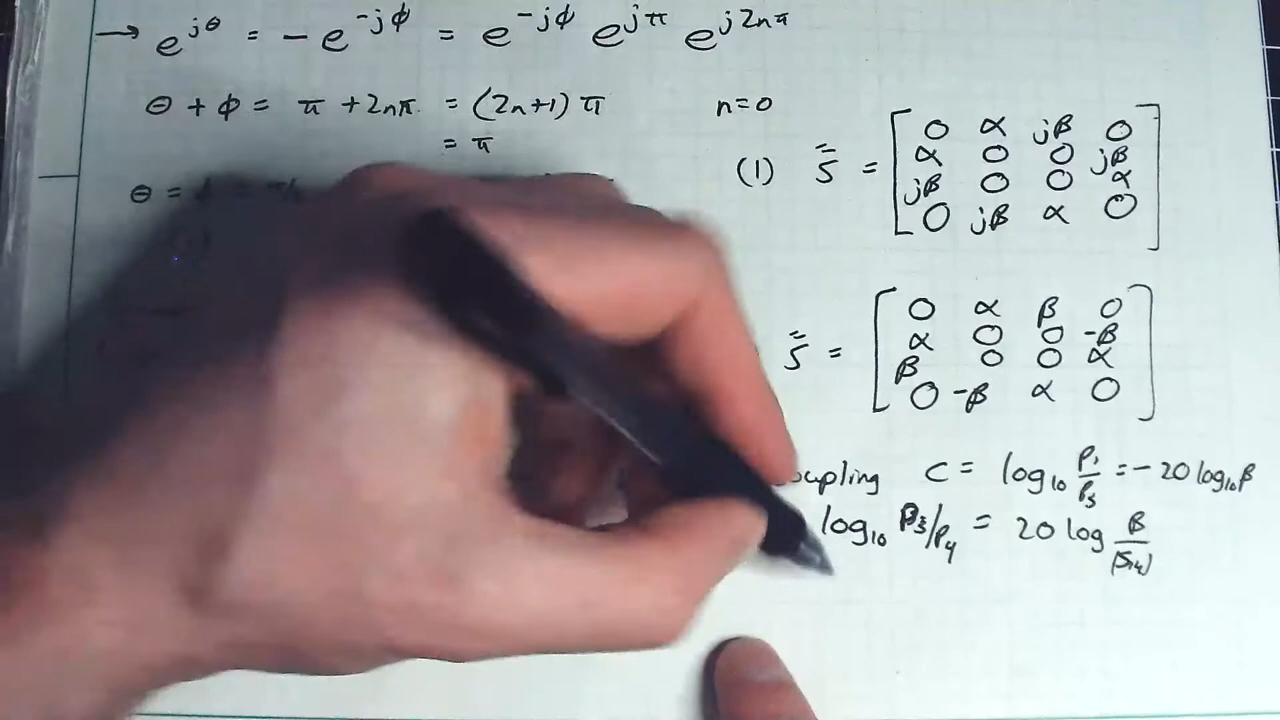 → e^{jθ} = -e^{-jϕ} = e^{-jϕ} e^{jπ} e^{j2nπ}
θ + ϕ = π + 2nπ = (2n+1) π n=0
= π
θ =
(1) S̿ = [ 0 α jβ 0
α 0 0 jβ
jβ 0 0 α
0 jβ α 0 ]
S̿ = [ 0 α β 0
α 0 0 -β
β 0 0 α
0 -β α 0 ]
oupling C = log₁₀ P₁/P₃ = -20 log₁₀ β
log₁₀ P₃/P₄ = 20 log β/|S₁₄|